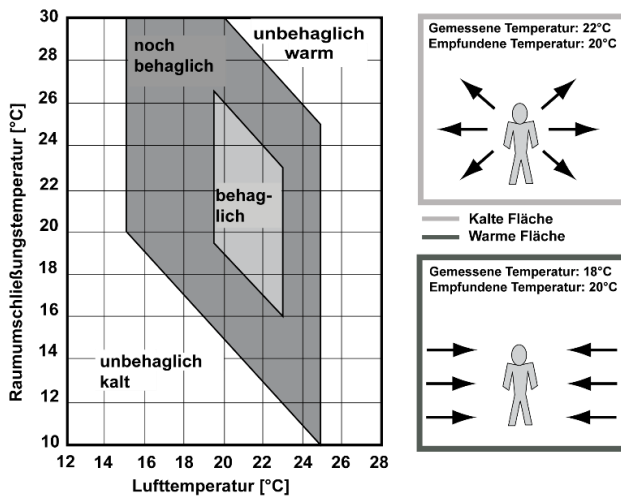 Raumumschließungstemperatur [°C]
30
28
26
24
22
20
18
16
14
12
10
noch
behaglich
unbehaglich
warm
behag-
lich
unbehaglich
kalt
12 14 16 18 20 22 24 26 28
Lufttemperatur [°C]
Gemessene Temperatur: 22°C
Empfundene Temperatur: 20°C
Kalte Fläche
Warme Fläche
Gemessene Temperatur: 18°C
Empfundene Temperatur: 20°C